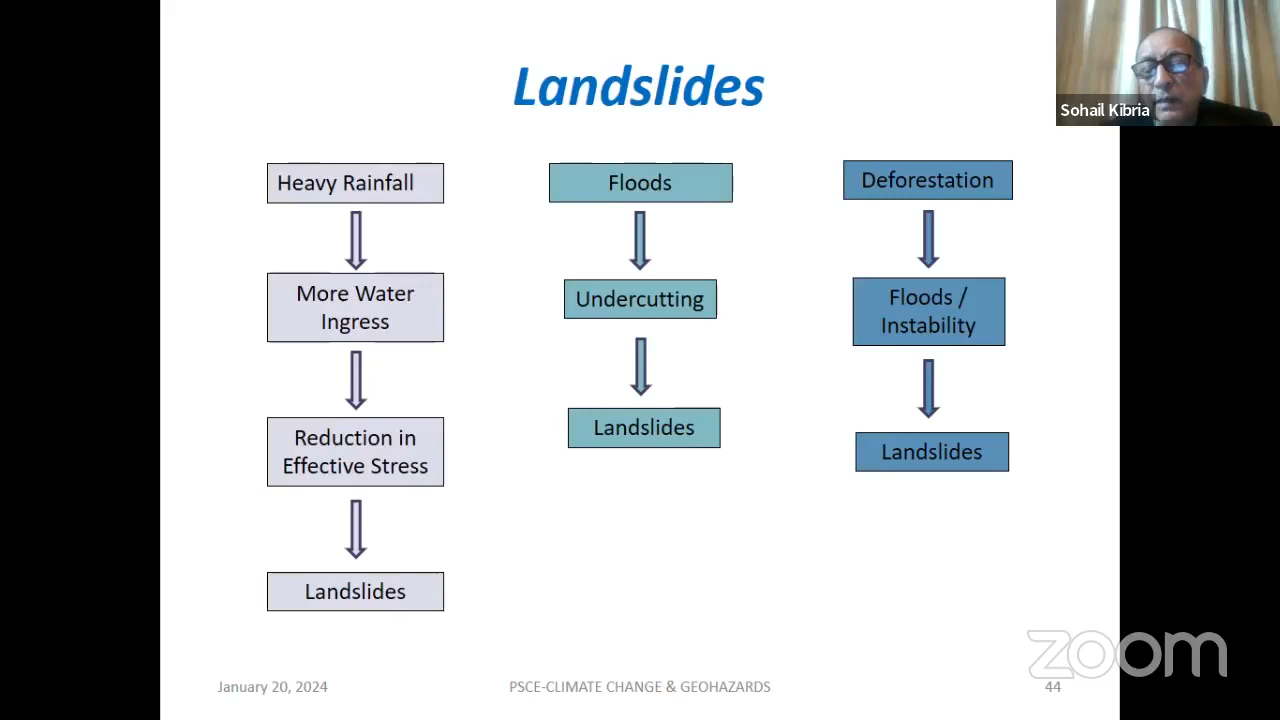 Landslides
Sohail Kibria
Heavy Rainfall
More Water
Ingress
Reduction in
Effective Stress
Landslides
Floods
Undercutting
Landslides
Deforestation
Floods /
Instability
Landslides
zoom
January 20, 2024
PSCE-CLIMATE CHANGE & GEOHAZARDS
44